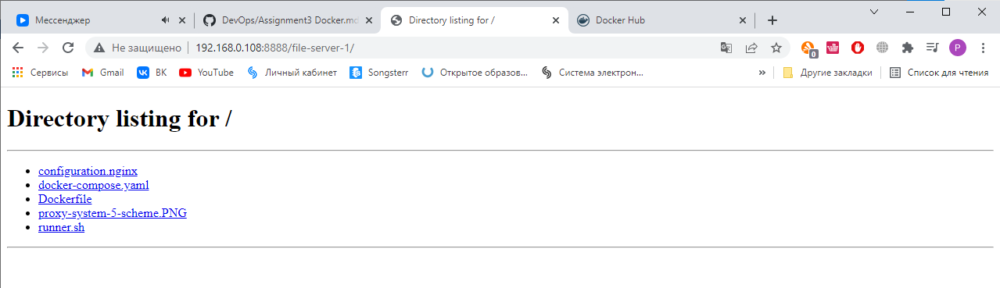 Мессенджер
DevOps/Assignment3 Docker.md
Directory listing for /
Docker Hub
Не защищено
192.168.0.108:8888/file-server-1/
0
P
Сервисы
Gmail
ВК
YouTube
Личный кабинет
Songsterr
Открытое образов...
Система электрон...
»
Другие закладки
Список для чтения
Directory listing for /
configuration.nginx
docker-compose.yaml
Dockerfile
proxy-system-5-scheme.PNG
runner.sh